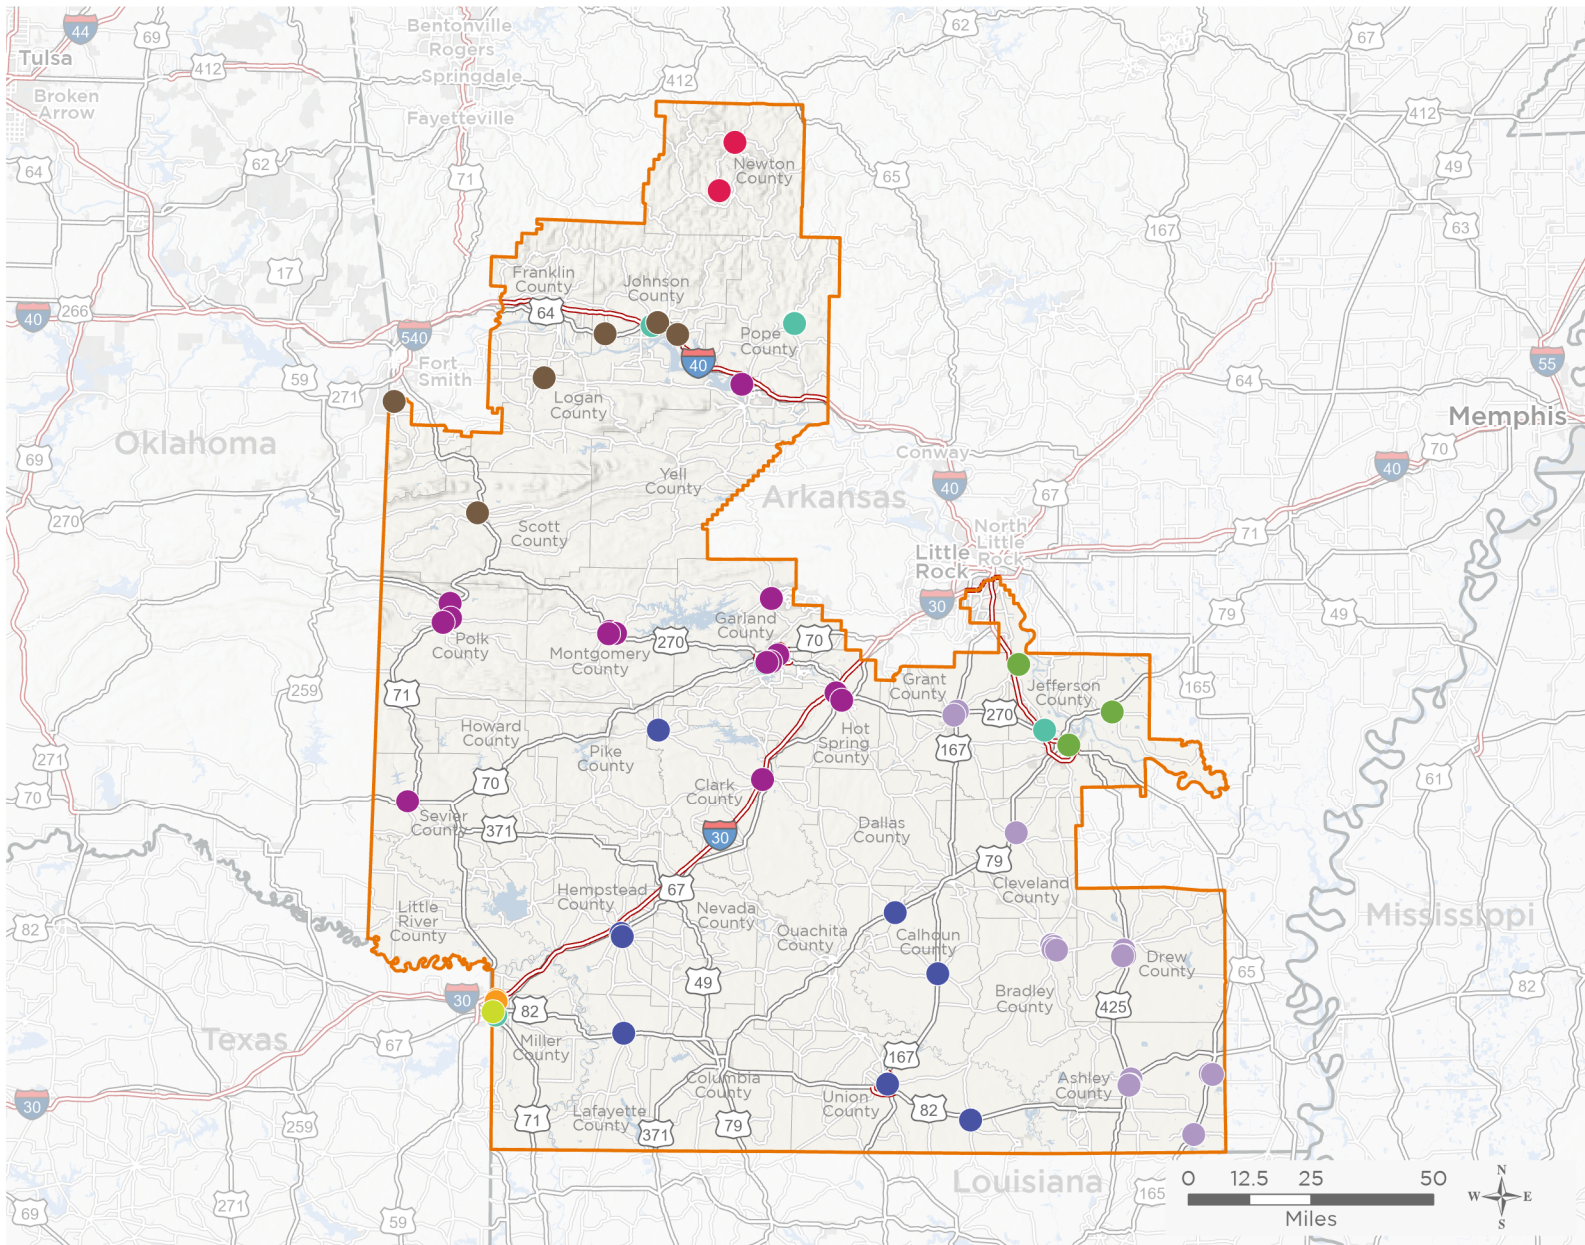 Bentonville
Rogers
Springdale
Fayetteville
44
69
62
67
Tulsa
412
412
412
Broken
Arrow
64
62
71
65
49
Newton
County
167
63
17
Franklin
County
Johnson
County
40
266
64
540
Pope
County
55
Fort
Smith
59
271
40
64
Logan
County
Memphis
Oklahoma
69
Conway
70
40
Yell
County
Arkansas
40
67
270
Scott
County
North
Little
Rock
Little
Rock
71
30
79
49
Garland
County
Polk
County
270
70
Montgomery
County
71
259
Grant
County
Jefferson
County
165
270
Howard
County
Hot
Spring
County
Pike
County
167
271
70
70
61
Clark
County
Sevier
County
371
30
Dallas
County
79
67
Cleveland
County
Hempstead
County
Little
River
County
Nevada
County
Ouachita
County
Calhoun
County
Mississippi
82
Drew
County
65
49
82
30
82
Bradley
County
425
Texas
67
Miller
County
167
Columbia
County
Ashley
County
Union
County
30
71
Lafayette
County
371
79
82
259
Louisiana
165
271
69
59
0 12.5 25 50
Miles
N
W E
S